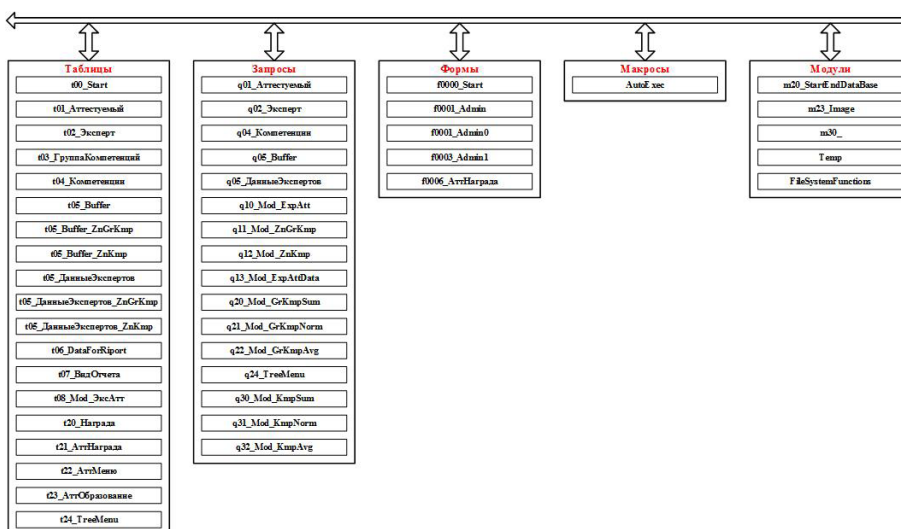 Таблицы
t00_Start
t01_Аттестуемый
t02_Эксперт
t03_ГруппаКомпетенций
t04_Компетенции
t05_Buffer
t05_Buffer_ZnGrKmp
t05_Buffer_ZnKmp
t05_ДанныеЭкспертов
t05_ДанныеЭкспертов_ZnGrKmp
t05_ДанныеЭкспертов_ZnKmp
t06_DataForRiport
t07_ВидОтчета
t08_Mod_ЭксАтт
t20_Награда
t21_АттНаграда
t22_АттМеню
t23_АттОбразование
t24_TreeMenu
Запросы
q01_Аттестуемый
q02_Эксперт
q04_Компетенции
q05_Buffer
q05_ДанныеЭкспертов
q10_Mod_ExpAtt
q11_Mod_ZnGrKmp
q12_Mod_ZnKmp
q13_Mod_ExpAttData
q20_Mod_GrKmpSum
q21_Mod_GrKmpNorm
q22_Mod_GrKmpAvg
q24_TreeMenu
q30_Mod_KmpSum
q31_Mod_KmpNorm
q32_Mod_KmpAvg
Формы
f0000_Start
f0001_Admin
f0001_Admin0
f0003_Admin1
f0006_АттНаграда
Макросы
AutoExec
Модули
m20_StartEndDataBase
m23_Image
m30_
Temp
FileSystemFunctions